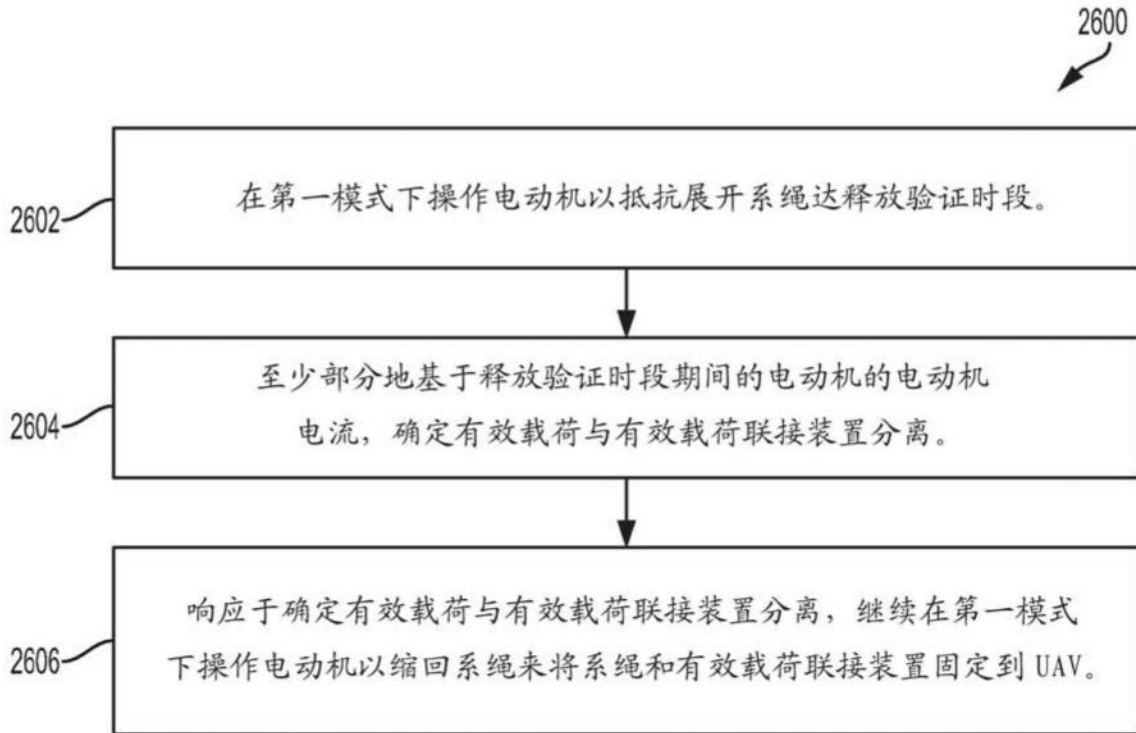 2600
2602
在第一模式下操作电动机以抵抗展开系绳达释放验证时段。
2604
至少部分地基于释放验证时段期间的电动机的电动机
电流，确定有效载荷与有效载荷联接装置分离。
2606
响应于确定有效载荷与有效载荷联接装置分离，继续在第一模式
下操作电动机以缩回系绳来将系绳和有效载荷联接装置固定到 UAV。